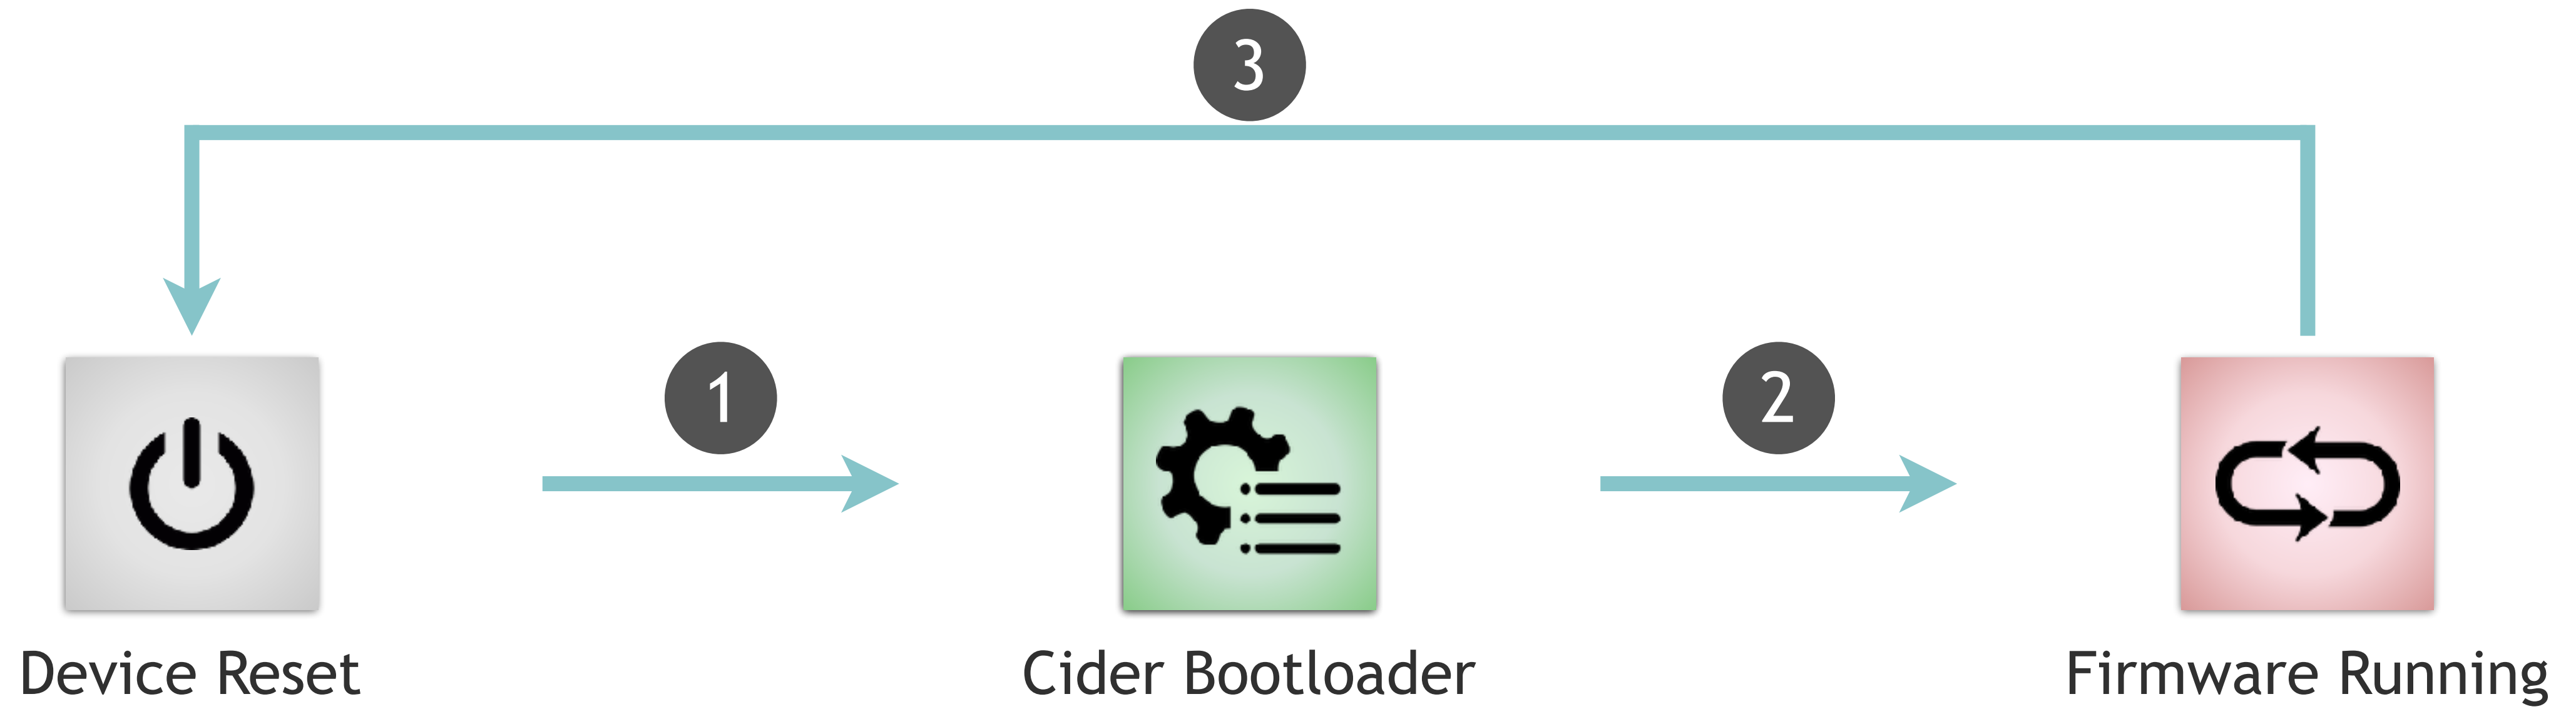 3
1
2
Device Reset
Cider Bootloader
Firmware Running